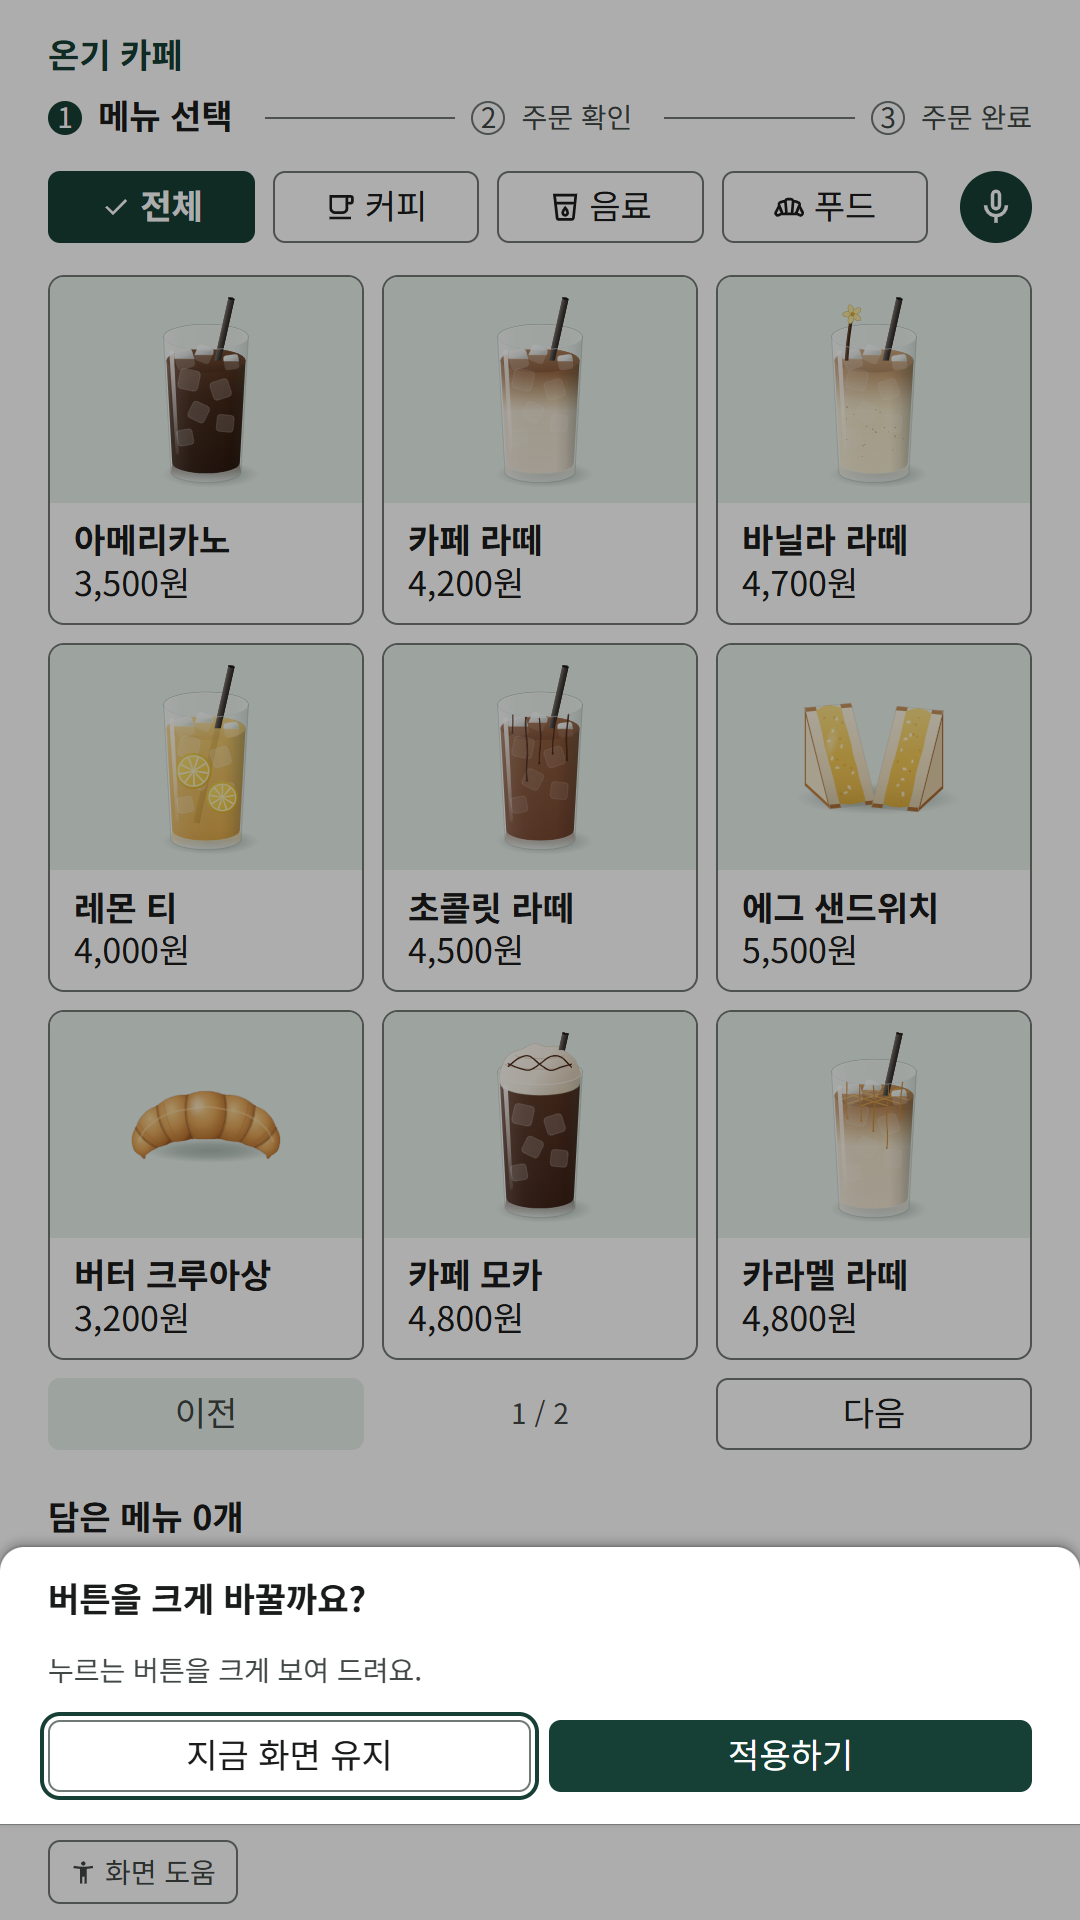 온기 카페
1 메뉴 선택
2 주문 확인
3 주문 완료
전체
커피
음료
푸드
아메리카노
3,500원
카페 라떼
4,200원
바닐라 라떼
4,700원
레몬 티
4,000원
초콜릿 라떼
4,500원
에그 샌드위치
5,500원
버터 크루아상
3,200원
카페 모카
4,800원
카라멜 라떼
4,800원
이전
1 / 2
다음
담은 메뉴 0개
버튼을 크게 바꿀까요?
누르는 버튼을 크게 보여 드려요.
지금 화면 유지
적용하기
화면 도움